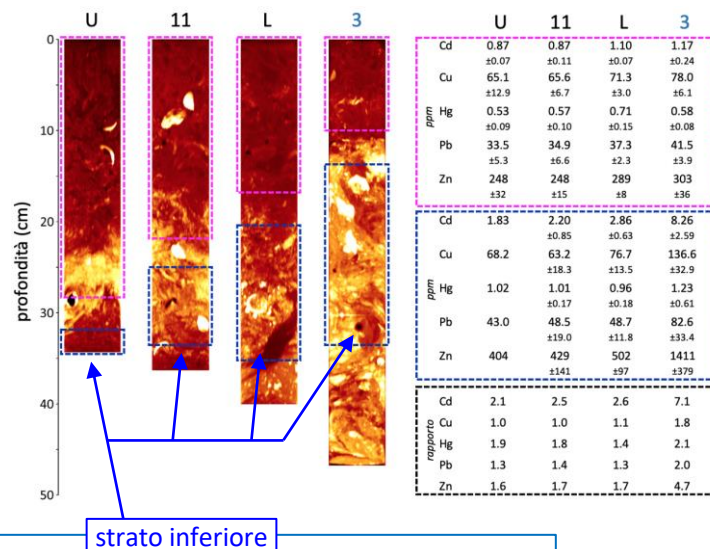 U 11 L 3
0
10
20
30
40
50
profondità (cm)
strato inferiore
U 11 L 3
ppm
Cd 0.87 0.87 1.10 1.17
±0.07 ±0.11 ±0.07 ±0.24
Cu 65.1 65.6 71.3 78.0
±12.9 ±6.7 ±3.0 ±6.1
Hg 0.53 0.57 0.71 0.58
±0.09 ±0.10 ±0.15 ±0.08
Pb 33.5 34.9 37.3 41.5
±5.3 ±6.6 ±2.3 ±3.9
Zn 248 248 289 303
±32 ±15 ±8 ±36
ppm
Cd 1.83 2.20 2.86 8.26
±0.85 ±0.63 ±2.59
Cu 68.2 63.2 76.7 136.6
±18.3 ±13.5 ±32.9
Hg 1.02 1.01 0.96 1.23
±0.17 ±0.18 ±0.61
Pb 43.0 48.5 48.7 82.6
±19.0 ±11.8 ±33.4
Zn 404 429 502 1411
±141 ±97 ±379
rapporto
Cd 2.1 2.5 2.6 7.1
Cu 1.0 1.0 1.1 1.8
Hg 1.9 1.8 1.4 2.1
Pb 1.3 1.4 1.3 2.0
Zn 1.6 1.7 1.7 4.7